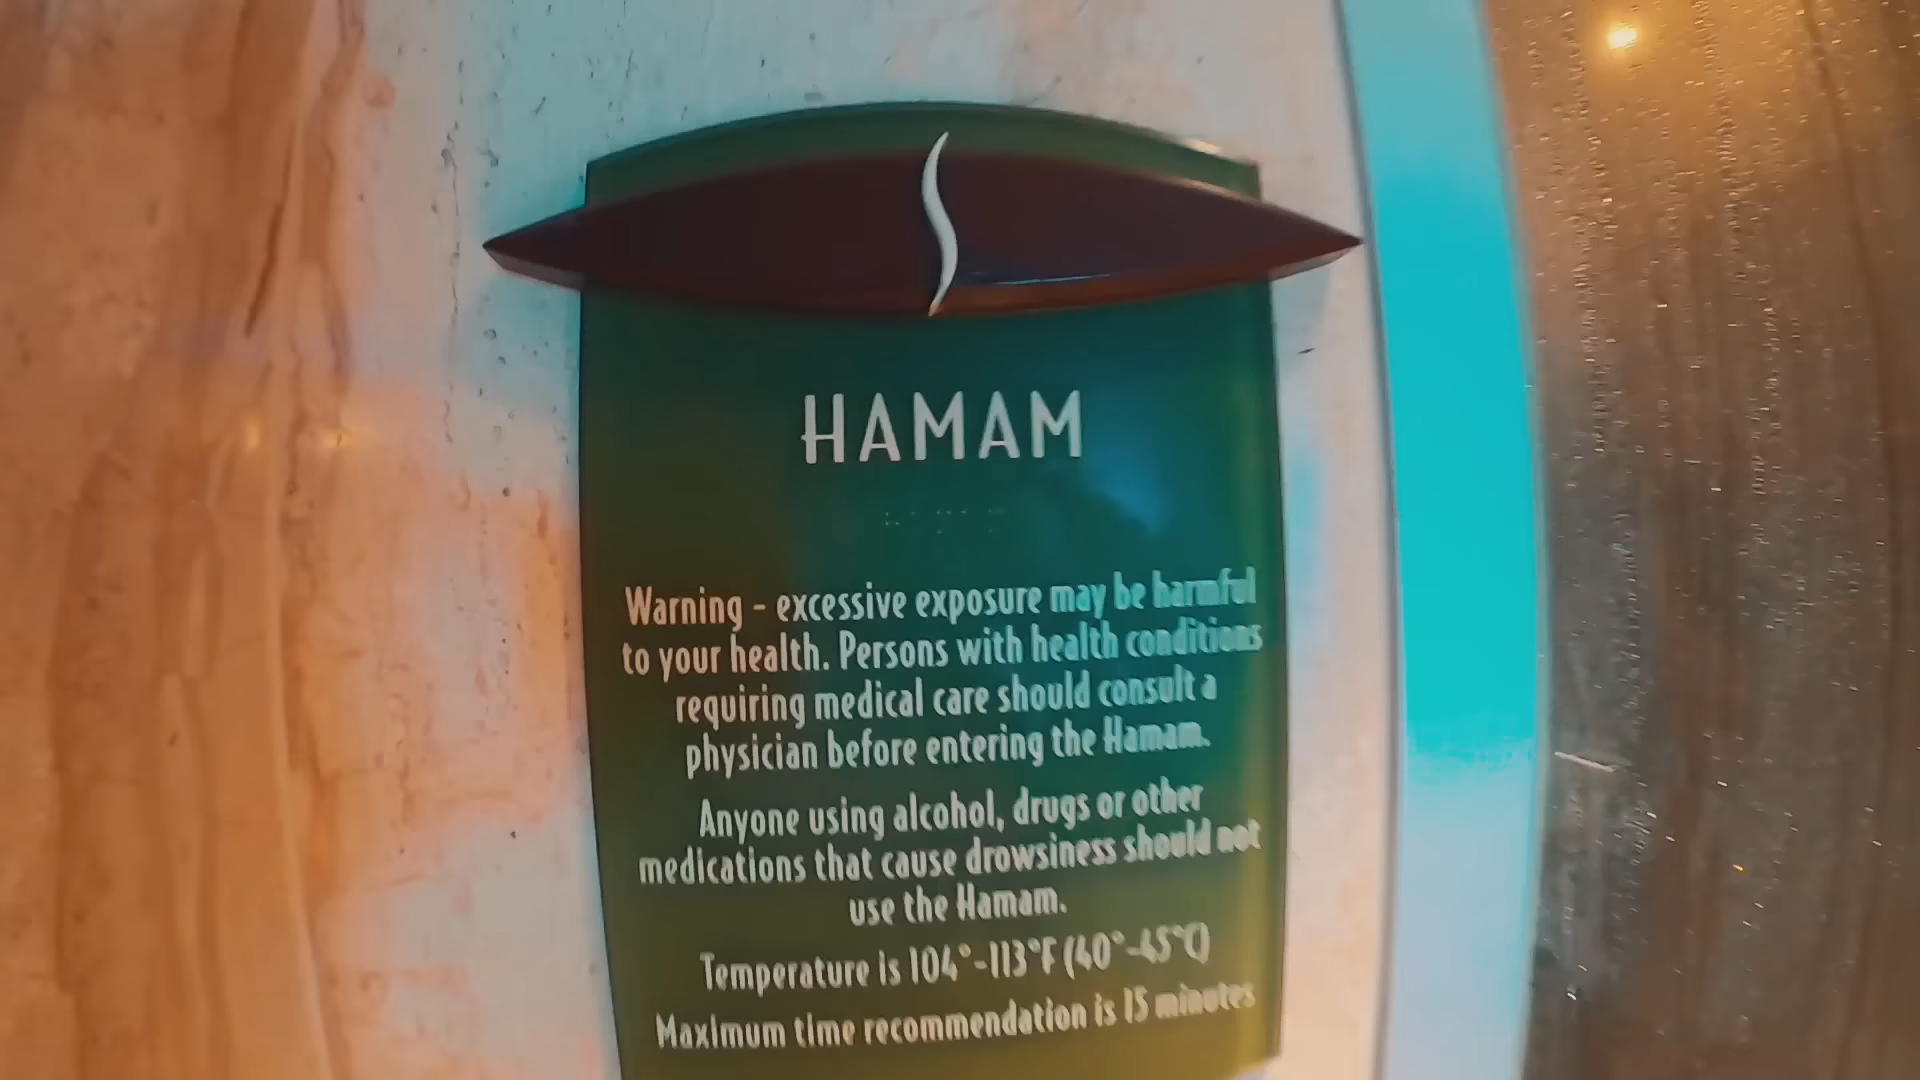 HAMAM
Warning - excessive exposure may be harmful
to your health. Persons with health conditions
requiring medical care should consult a
physician before entering the Hamam.
Anyone using alcohol, drugs or other
medications that cause drowsiness should not
use the Hamam.
Temperature is 104°-113°F (40°-45°C)
Maximum time recommendation is 15 minutes